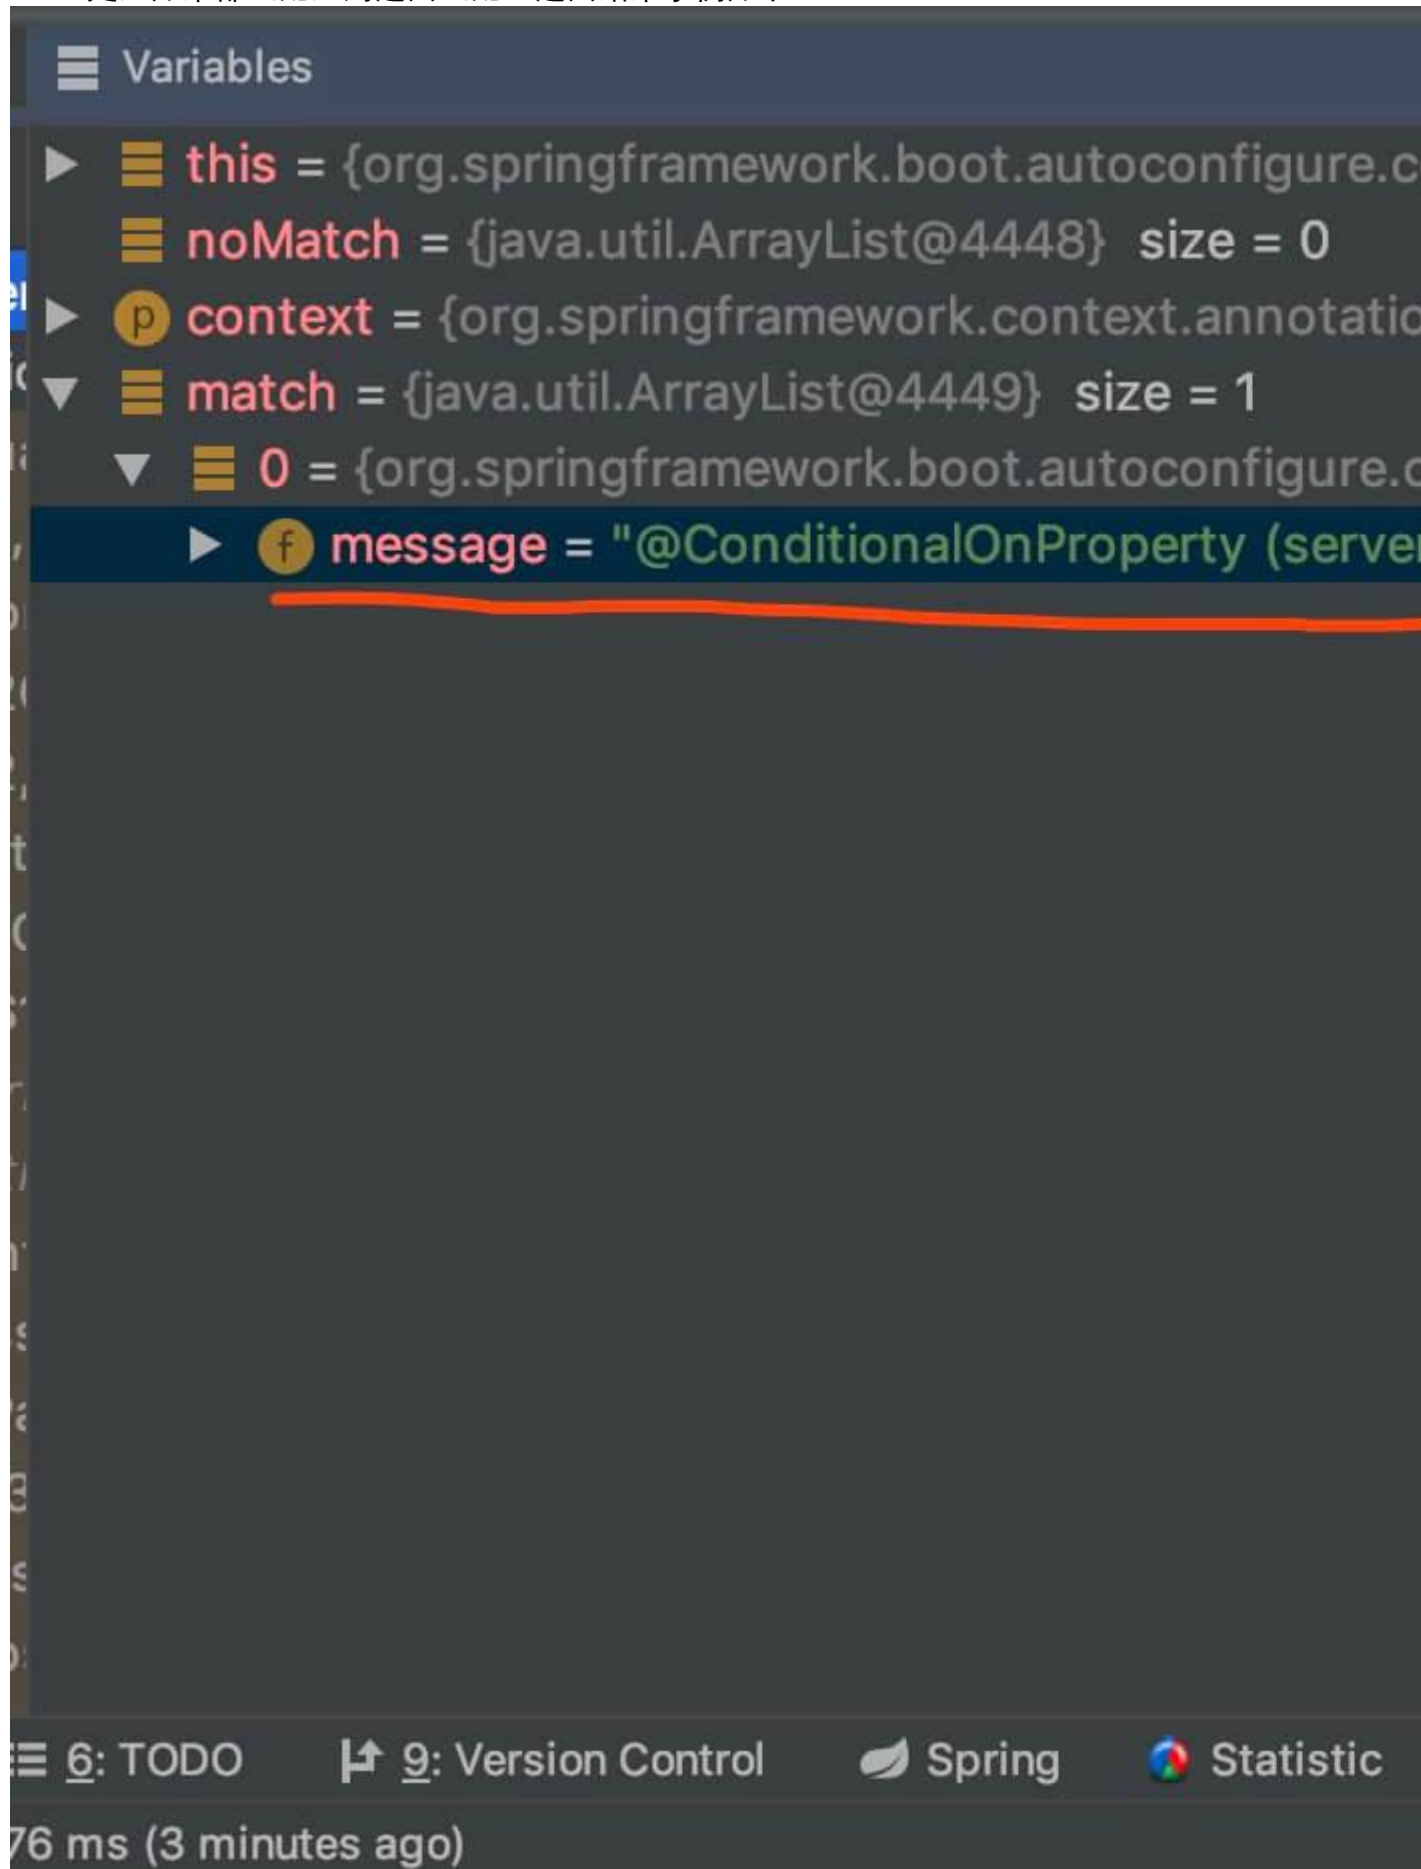 Variables
this = {org.springframework.boot.autoconfigure.c
noMatch = {java.util.ArrayList@4448} size = 0
context = {org.springframework.context.annotatio
match = {java.util.ArrayList@4449} size = 1
0 = {org.springframework.boot.autoconfigure.c
message = "@ConditionalOnProperty (server
6: TODO 9: Version Control Spring Statistic
76 ms (3 minutes ago)